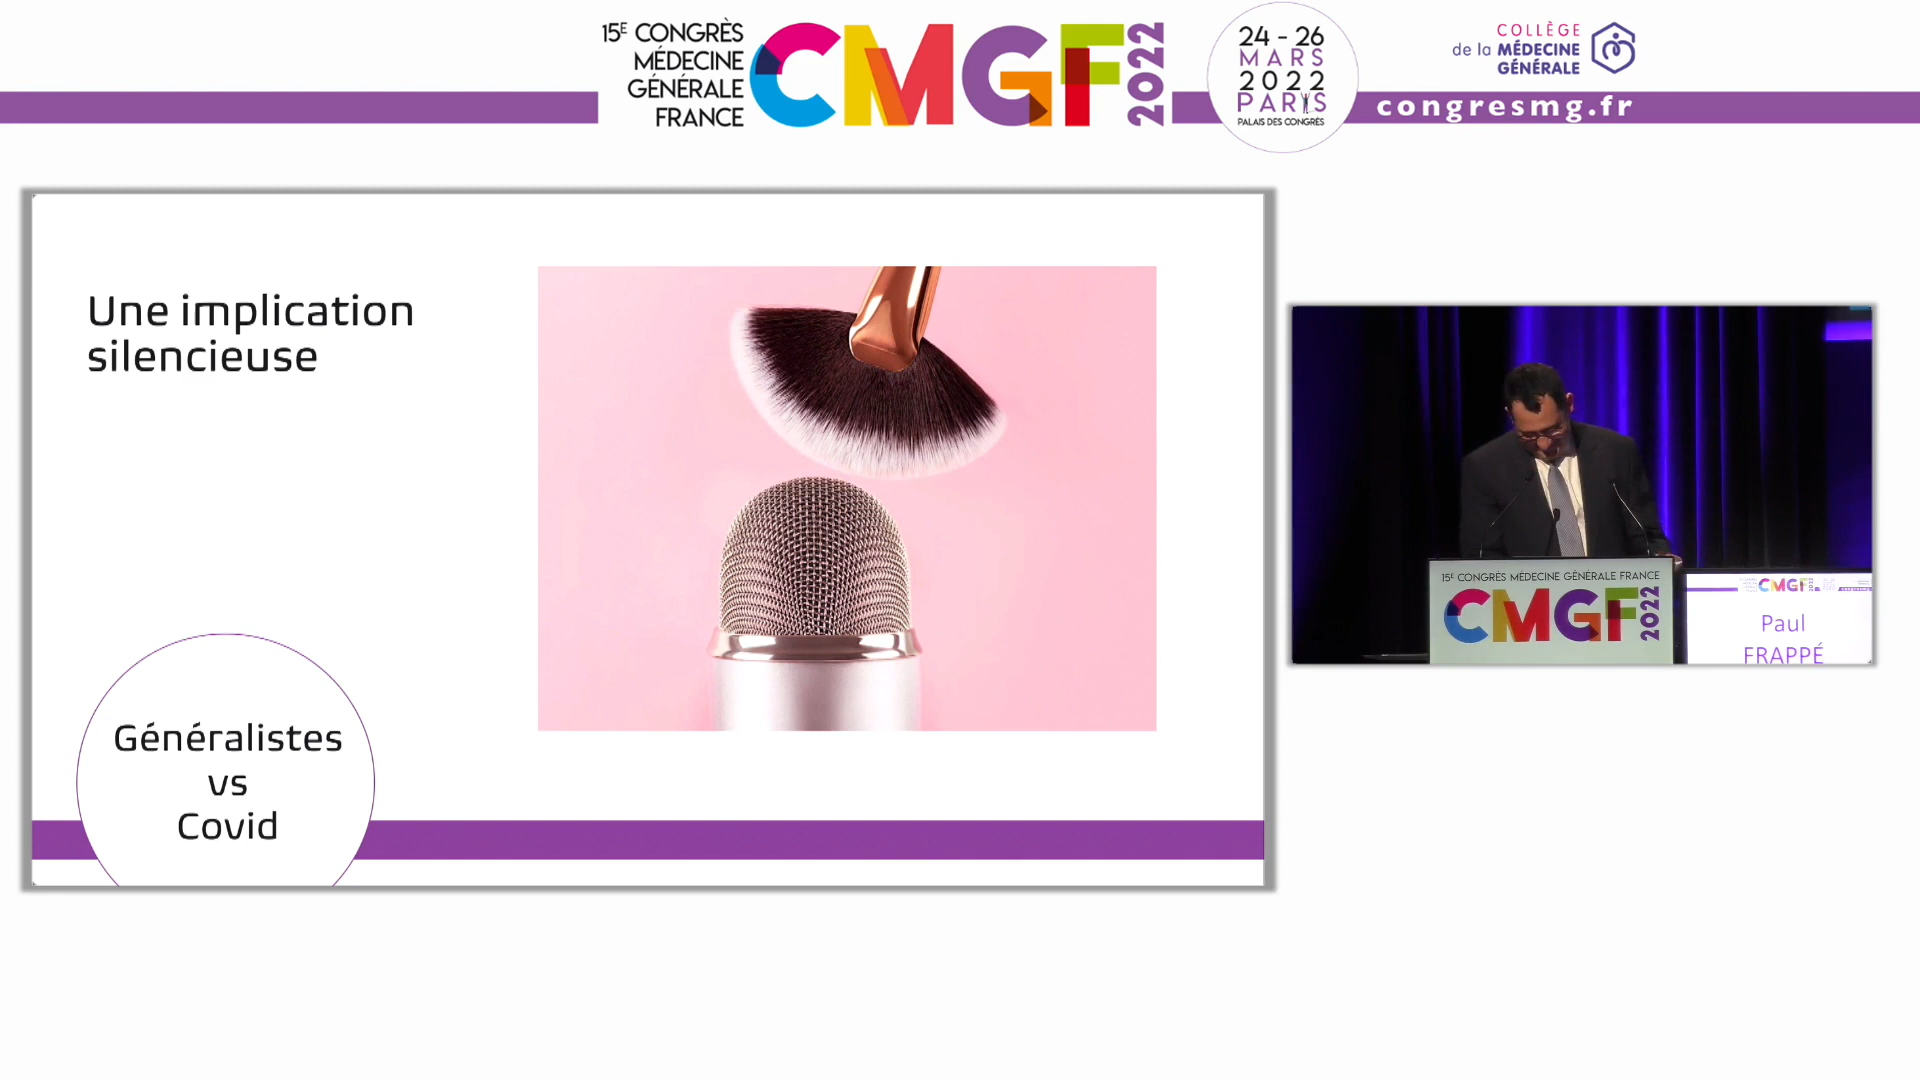 15E CONGRÈS
MÉDECINE
GÉNÉRALE
FRANCE
CMGF
2022
24 - 26
MARS
2022
PARIS
PALAIS DES CONGRÈS
COLLÈGE
de la MÉDECINE
GÉNÉRALE
congresmg.fr
Une implication
silencieuse
Généralistes
vs
Covid
15E CONGRÈS MÉDECINE GÉNÉRALE FRANCE
CMGF
2022
CMGF
Paul
FRAPPÉ